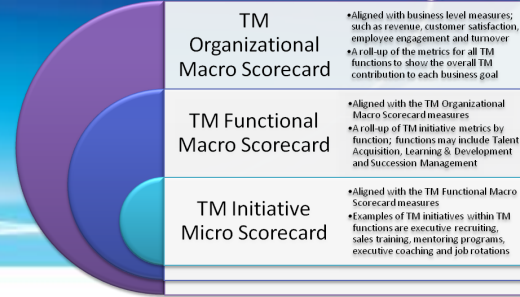 TM
Organizational
Macro Scorecard
•Aligned with business level measures;
such as revenue, customer satisfaction,
employee engagement and turnover
•A roll-up of the metrics for all TM
functions to show the overall TM
contribution to each business goal
TM Functional
Macro Scorecard
•Aligned with the TM Organizational
Macro Scorecard measures
•A roll-up of TM initiative metrics by
function; functions may include Talent
Acquisition, Learning & Development
and Succession Management
TM Initiative
Micro Scorecard
•Aligned with the TM Functional Macro
Scorecard measures
•Examples of TM initiatives within TM
functions are executive recruiting,
sales training, mentoring programs,
executive coaching and job rotations